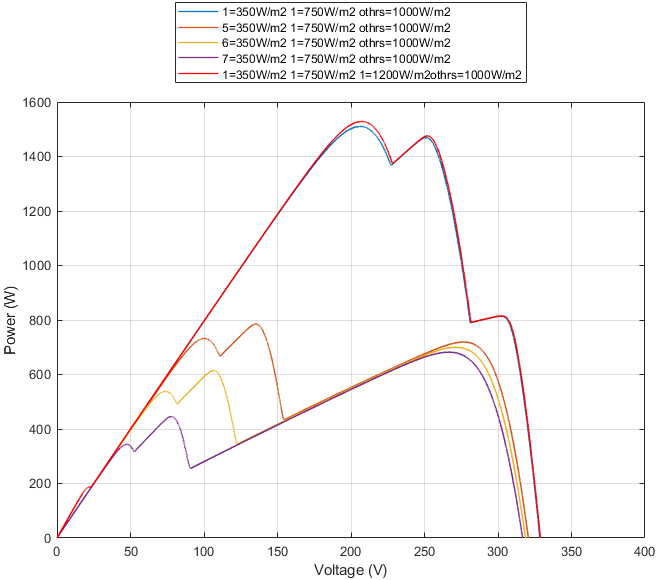 1=350W/m2 1=750W/m2 othrs=1000W/m2
5=350W/m2 1=750W/m2 othrs=1000W/m2
6=350W/m2 1=750W/m2 othrs=1000W/m2
7=350W/m2 1=750W/m2 othrs=1000W/m2
1=350W/m2 1=750W/m2 1=1200W/m2othrs=1000W/m2
1600
1400
1200
1000
800
600
400
200
0
Power (W)
0 50 100 150 200 250 300 350 400
Voltage (V)